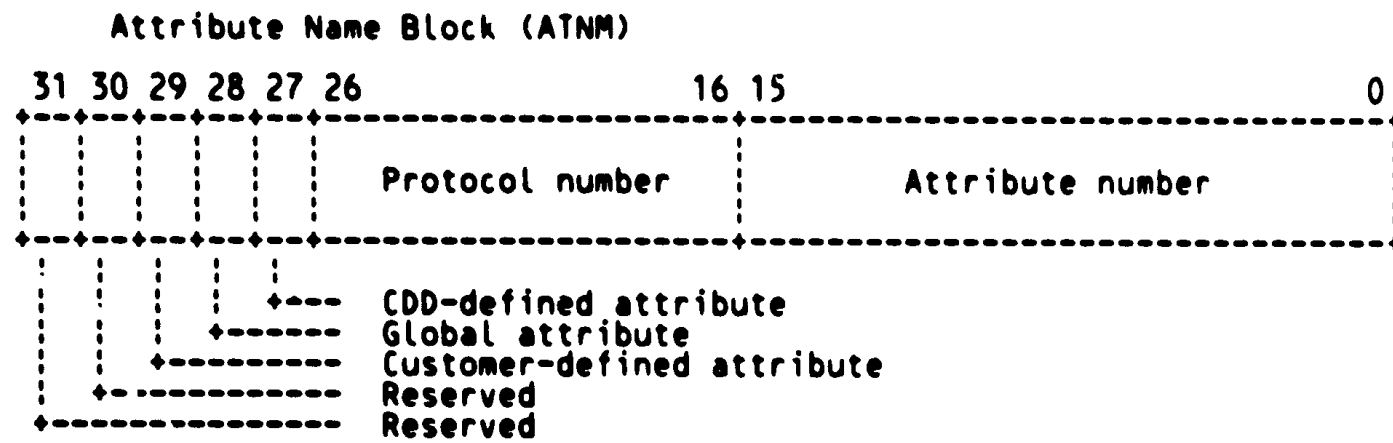 Attribute Name Block (ATNM)
31 30 29 28 27 26 16 15 0
Protocol number Attribute number
CDD-defined attribute
Global attribute
Customer-defined attribute
Reserved
Reserved